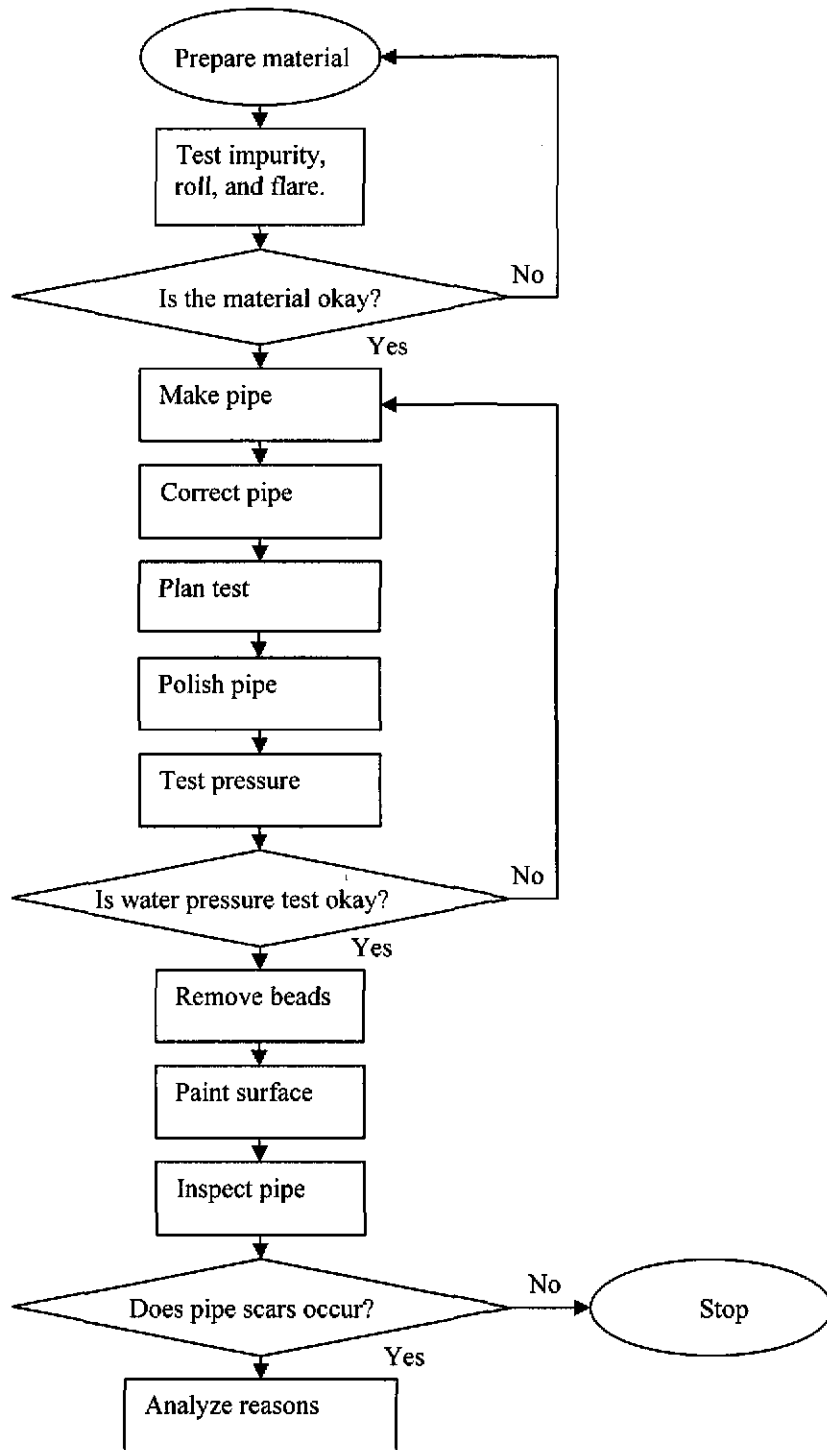 Prepare material
Test impurity,
roll, and flare.
Is the material okay?
No
Yes
Make pipe
Correct pipe
Plan test
Polish pipe
Test pressure
Is water pressure test okay?
No
Yes
Remove beads
Paint surface
Inspect pipe
Does pipe scars occur?
No
Stop
Yes
Analyze reasons